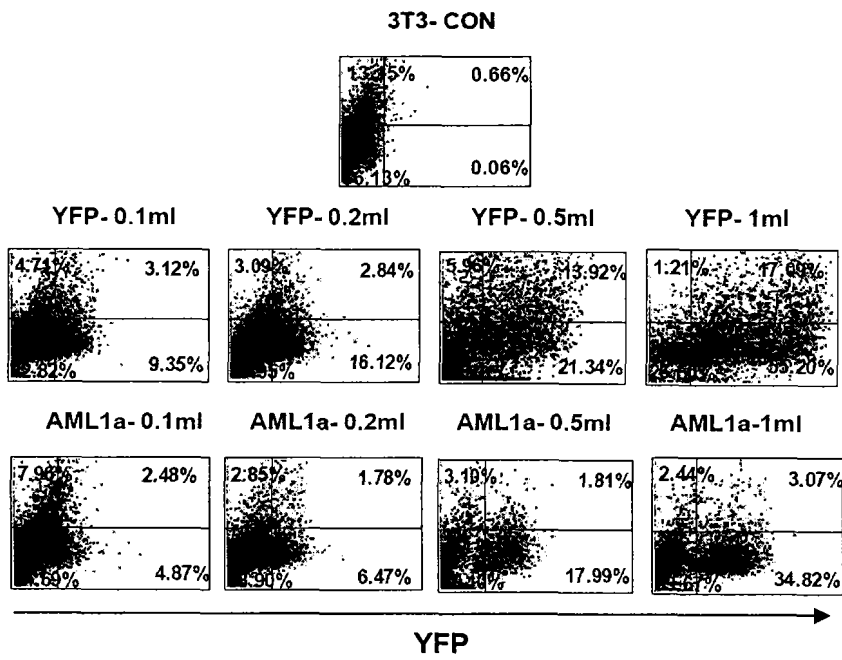 3T3- CON
0.66%
0.06%
YFP- 0.1ml YFP- 0.2ml YFP- 0.5ml YFP- 1ml
4.71% 3.12% 3.09% 2.84% 13.92% 1.21%
9.35% 16.12% 21.34%
AML1a- 0.1ml AML1a- 0.2ml AML1a- 0.5ml AML1a-1ml
2.48% 2.85% 1.78% 1.81% 2.44% 3.07%
4.87% 6.47% 17.99% 34.82%
YFP